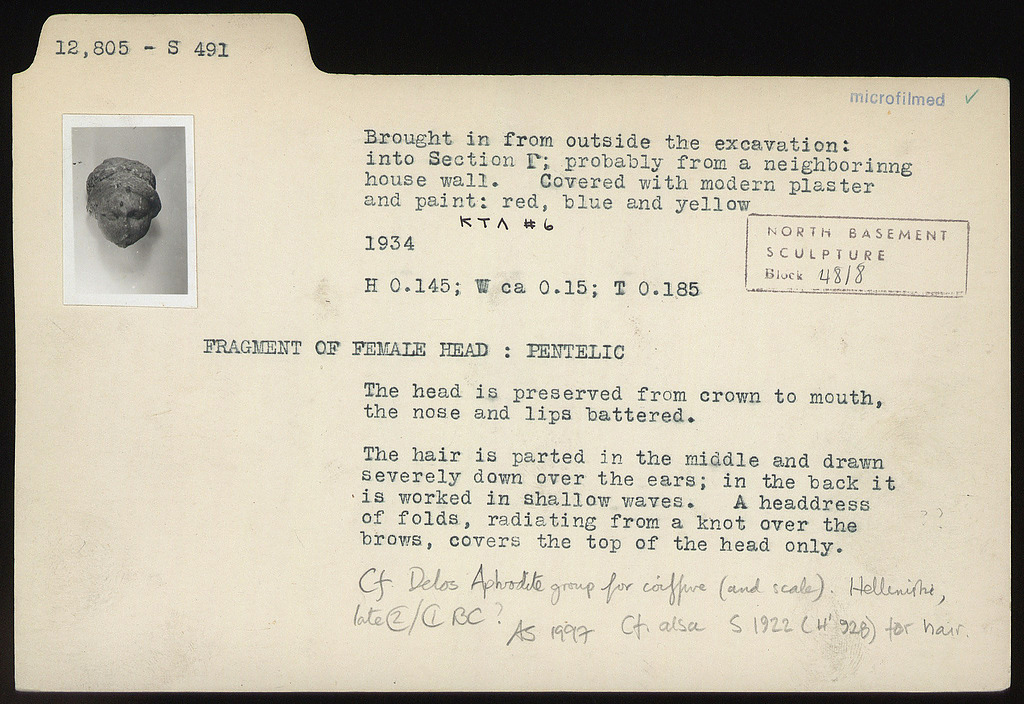 12,805 - S 491
microfilmed ✓
Brought in from outside the excavation:
into Section Γ; probably from a neighborinng
house wall. Covered with modern plaster
and paint: red, blue and yellow
ΚΤΛ #6
1934
NORTH BASEMENT
SCULPTURE
Block 48/8
H 0.145; W ca 0.15; T 0.185
FRAGMENT OF FEMALE HEAD : PENTELIC
The head is preserved from crown to mouth,
the nose and lips battered.
The hair is parted in the middle and drawn
severely down over the ears; in the back it
is worked in shallow waves. A headdress
of folds, radiating from a knot over the
brows, covers the top of the head only.
??
Cf. Delos Aphrodite group for coiffure (and scale). Hellenistic,
late ②/① BC?
AS 1997 Cf. also S 1922 (H' 928) for hair.